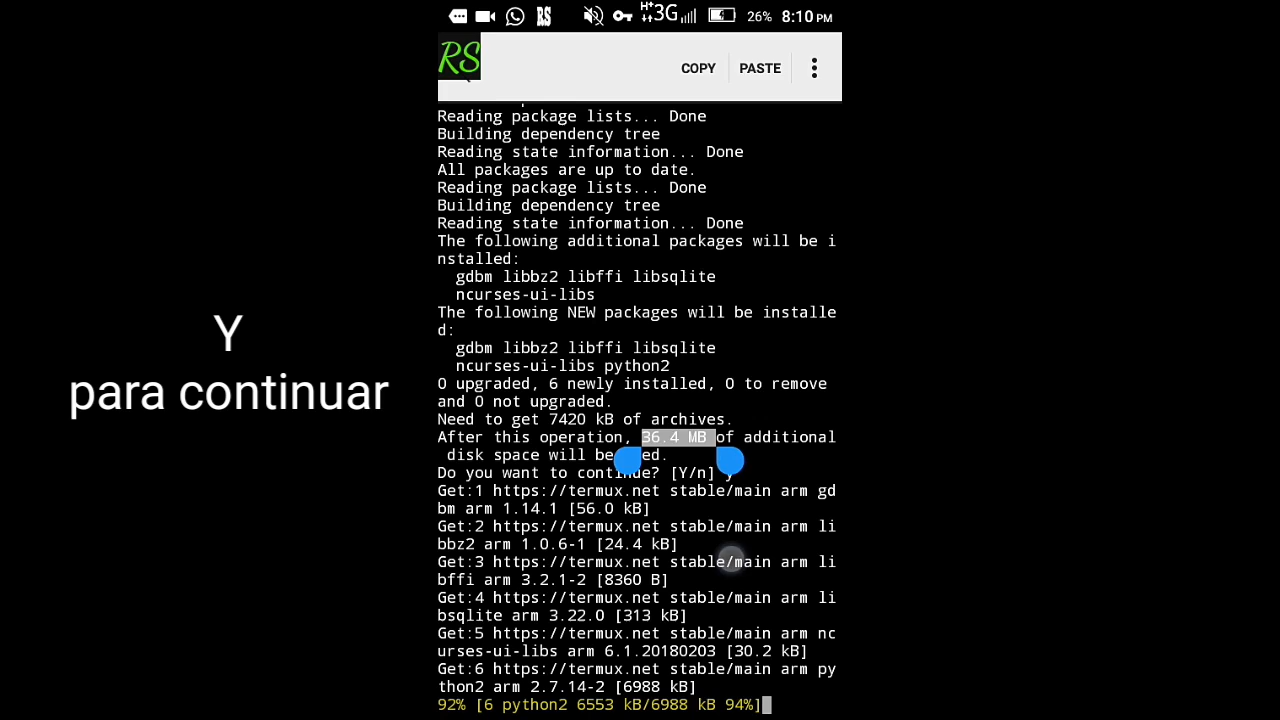 Y
para continuar
H+ 3G 26% 8:10 PM
RS
COPY PASTE
Reading package lists... Done
Building dependency tree
Reading state information... Done
All packages are up to date.
Reading package lists... Done
Building dependency tree
Reading state information... Done
The following additional packages will be i
nstalled:
gdbm libbz2 libffi libsqlite
ncurses-ui-libs
The following NEW packages will be installe
d:
gdbm libbz2 libffi libsqlite
ncurses-ui-libs python2
0 upgraded, 6 newly installed, 0 to remove
and 0 not upgraded.
Need to get 7420 kB of archives.
After this operation, 36.4 MB of additional
disk space will be ed.
Do you want to continue? [Y/n] y
Get:1 https://termux.net stable/main arm gd
bm arm 1.14.1 [56.0 kB]
Get:2 https://termux.net stable/main arm li
bbz2 arm 1.0.6-1 [24.4 kB]
Get:3 https://termux.net stable/main arm li
bffi arm 3.2.1-2 [8360 B]
Get:4 https://termux.net stable/main arm li
bsqlite arm 3.22.0 [313 kB]
Get:5 https://termux.net stable/main arm nc
urses-ui-libs arm 6.1.20180203 [30.2 kB]
Get:6 https://termux.net stable/main arm py
thon2 arm 2.7.14-2 [6988 kB]
92% [6 python2 6553 kB/6988 kB 94%]